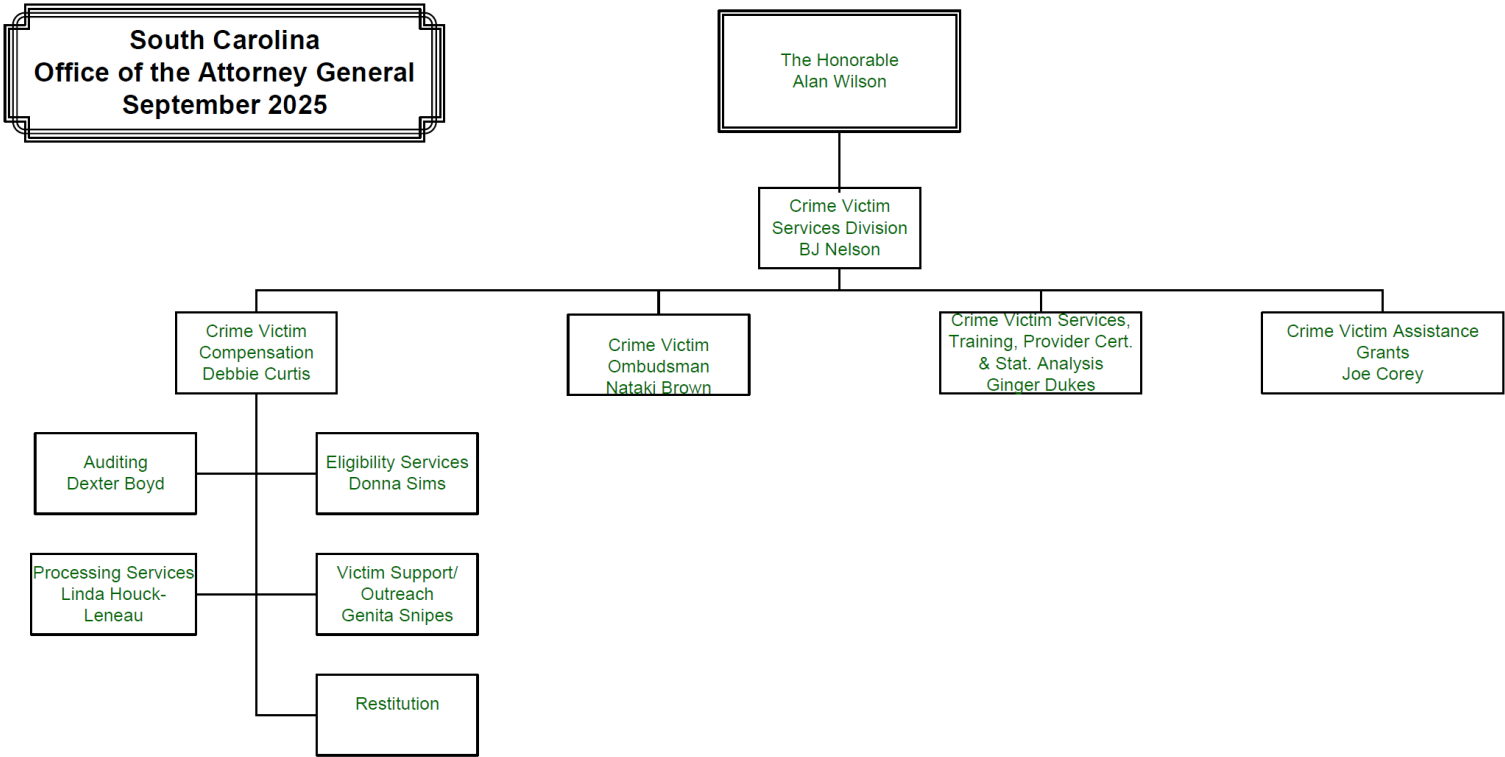 South Carolina
Office of the Attorney General
September 2025
The Honorable
Alan Wilson
Crime Victim
Services Division
BJ Nelson
Crime Victim
Compensation
Debbie Curtis
Crime Victim
Ombudsman
Nataki Brown
Crime Victim Services,
Training, Provider Cert.
& Stat. Analysis
Ginger Dukes
Crime Victim Assistance
Grants
Joe Corey
Auditing
Dexter Boyd
Eligibility Services
Donna Sims
Processing Services
Linda Houck-
Leneau
Victim Support/
Outreach
Genita Snipes
Restitution